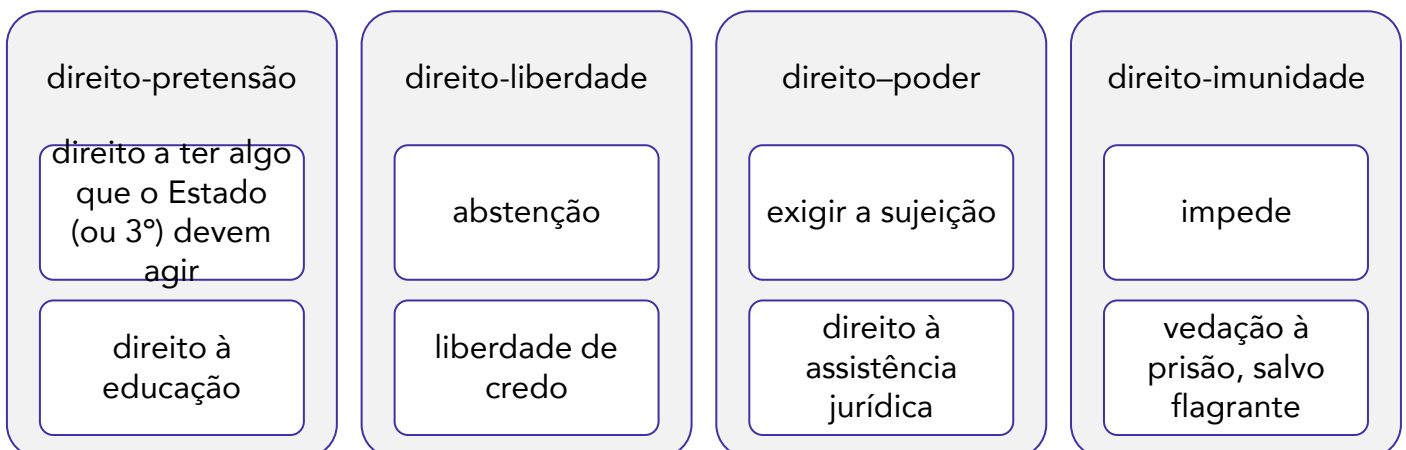 direito-pretensão
direito a ter algo
que o Estado
(ou 3º) devem
agir
direito à
educação
direito-liberdade
abstenção
liberdade de
credo
direito–poder
exigir a sujeição
direito à
assistência
jurídica
direito-imunidade
impede
vedação à
prisão, salvo
flagrante